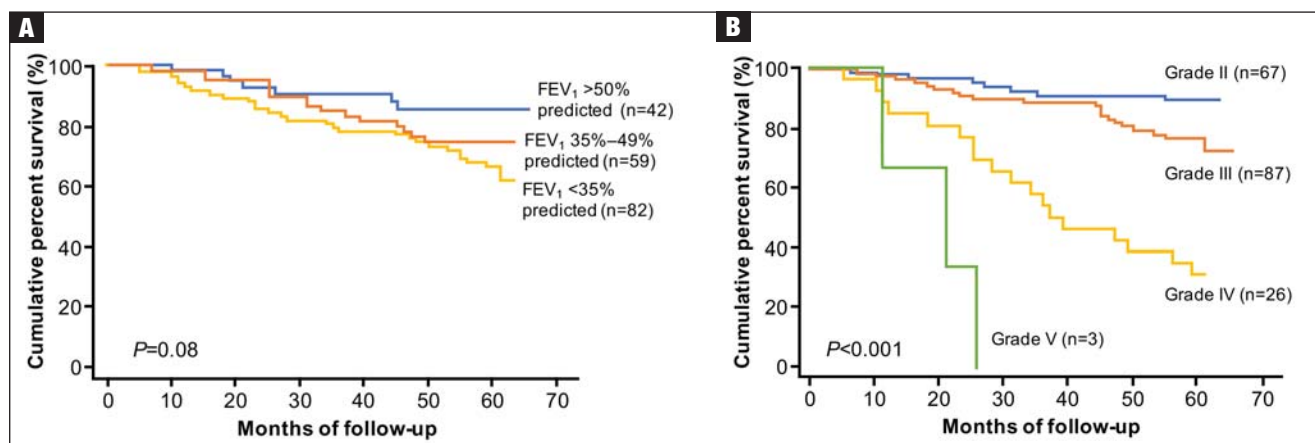 A
Cumulative percent survival (%)
100
80
60
40
20
0
0 10 20 30 40 50 60 70
Months of follow-up
FEV₁ >50%
predicted (n=42)
FEV₁ 35%–49%
predicted (n=59)
FEV₁ <35%
predicted (n=82)
P=0.08
B
Cumulative percent survival (%)
100
80
60
40
20
0
0 10 20 30 40 50 60 70
Months of follow-up
Grade II (n=67)
Grade III (n=87)
Grade IV (n=26)
Grade V (n=3)
P<0.001